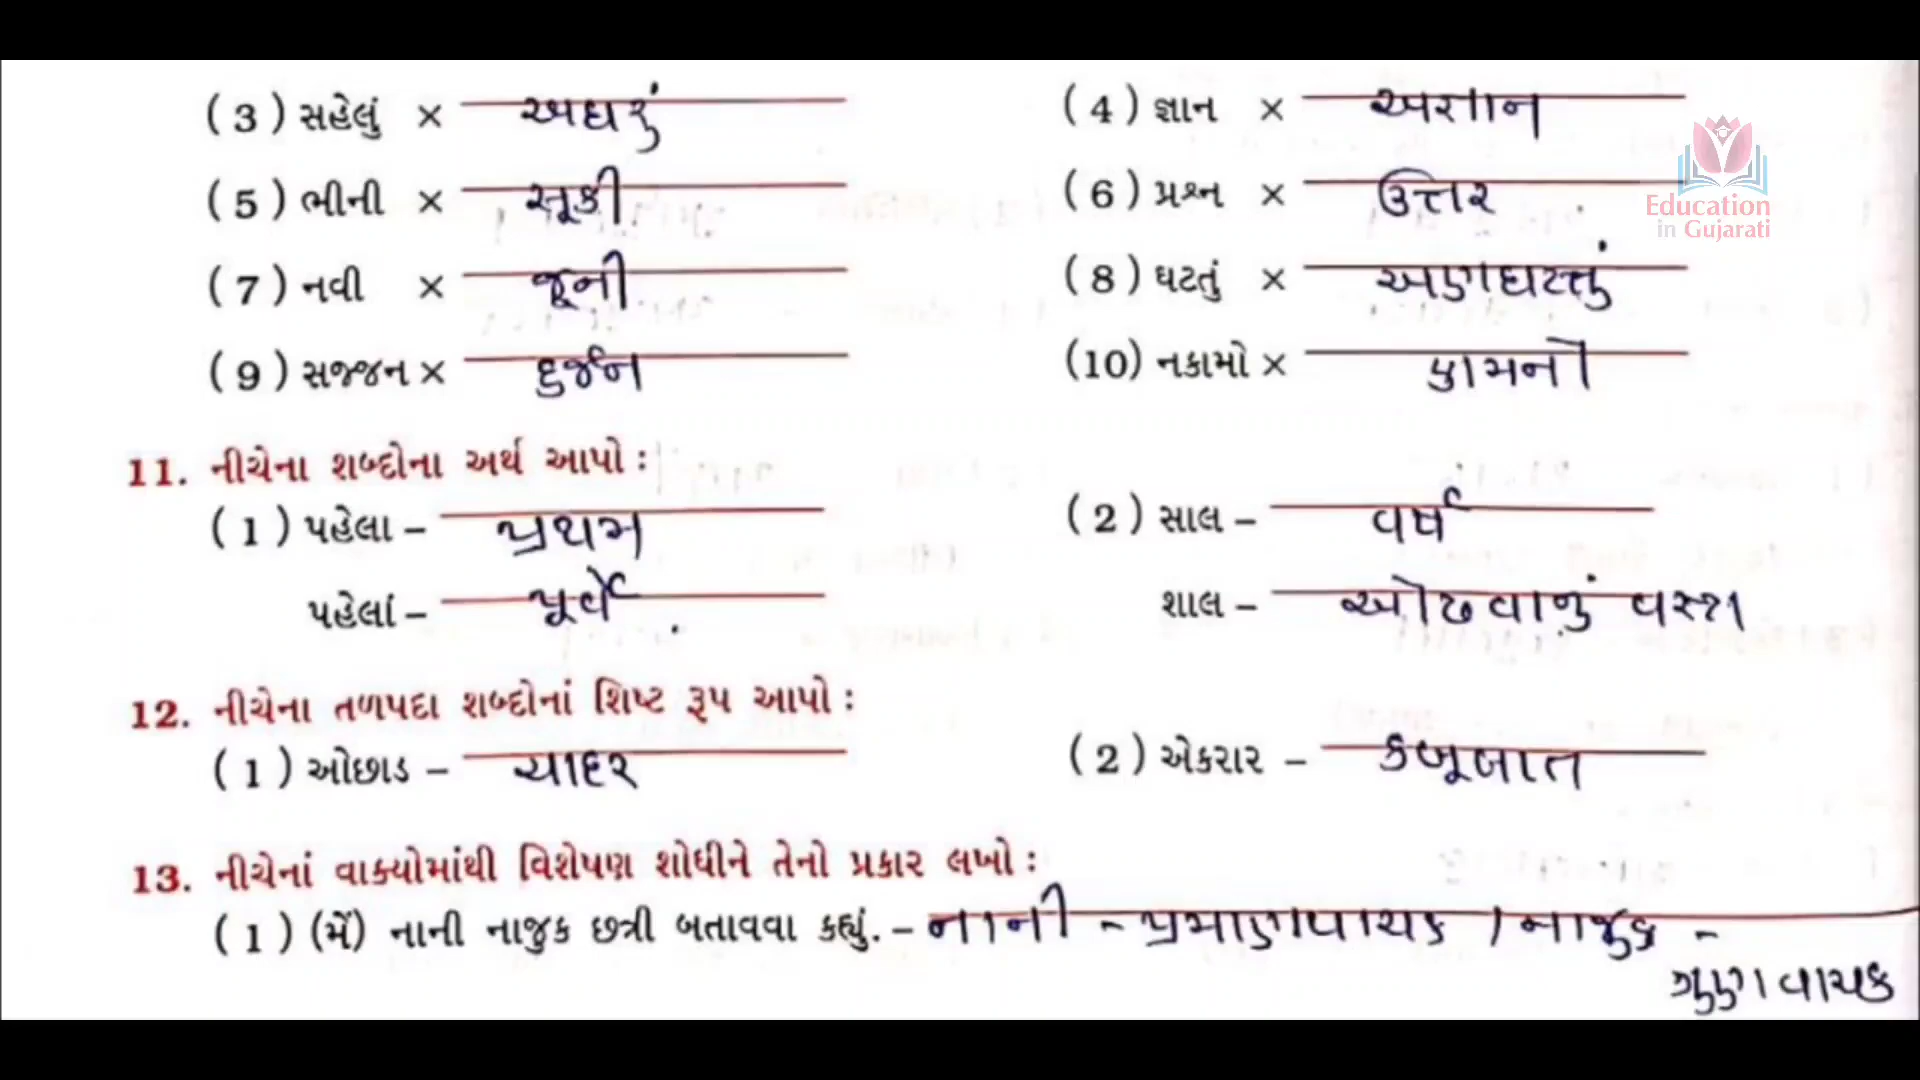 (3) સહેલું × અઘરું (4) જ્ઞાન × અજ્ઞાન
(5) ભીની × સૂકી (6) પ્રશ્ન × ઉત્તર
Education
in Gujarati
(7) નવી × જૂની (8) ઘટતું × અણઘટતું
(9) સજ્જન × દુર્જન (10) નકામો × કામનો
11. નીચેના શબ્દોના અર્થ આપો :
(1) પહેલા – પ્રથમ (2) સાલ – વર્ષ
પહેલાં – પૂર્વે શાલ – ઓઢવાનું વસ્ત્ર
12. નીચેના તળપદા શબ્દોનાં શિષ્ટ રૂપ આપો :
(1) ઓછાડ – ચાદર (2) એકરાર – કબૂલાત
13. નીચેનાં વાક્યોમાંથી વિશેષણ શોધીને તેનો પ્રકાર લખો :
(1) (મેં) નાની નાજુક છત્રી બતાવવા કહ્યું. – નાની - પ્રમાણવાચક / નાજુક -
ગુણવાચક